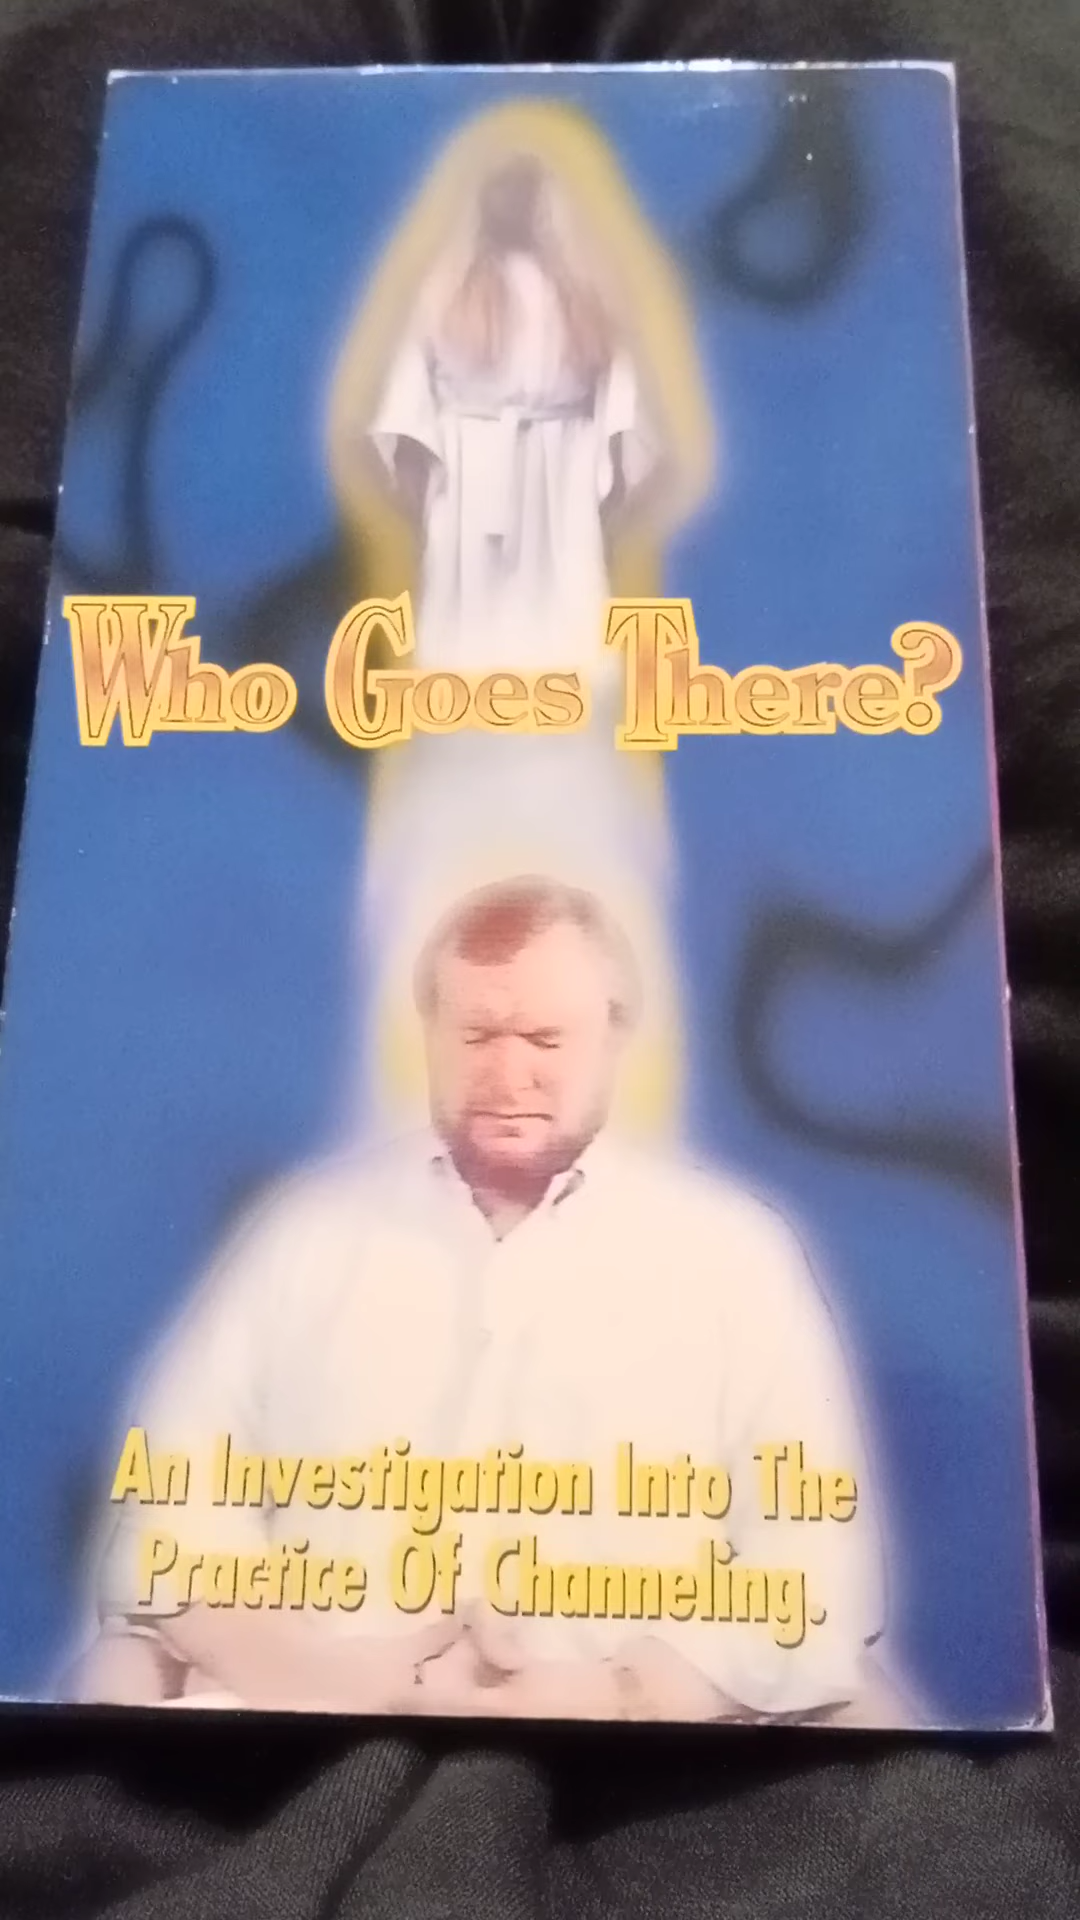 Who Goes There?
An Investigation Into The
Practice Of Channeling.